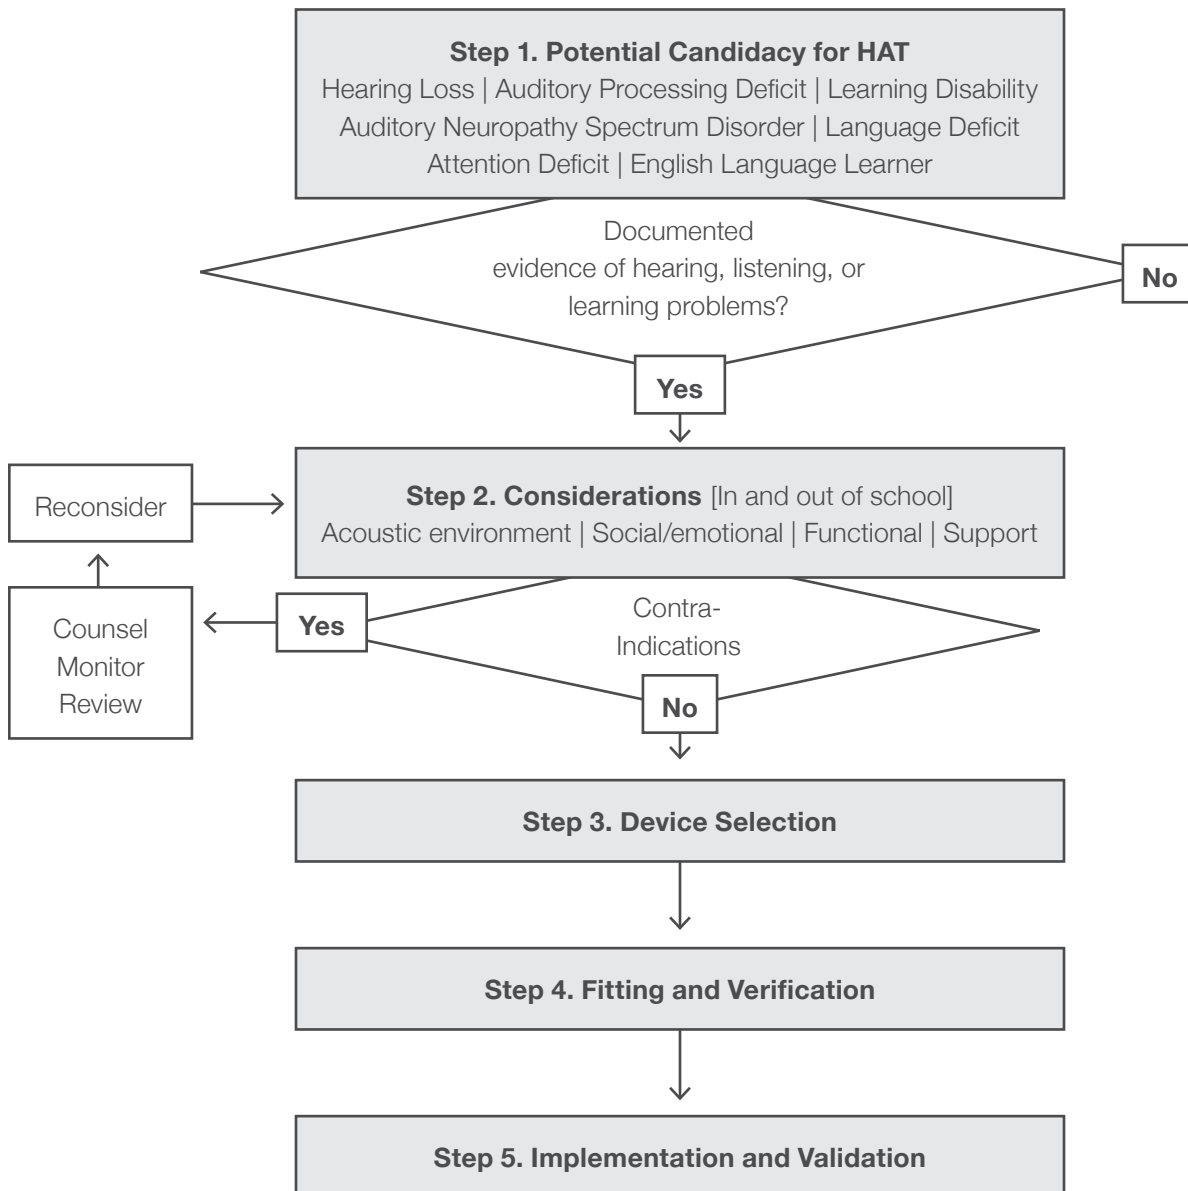 Step 1. Potential Candidacy for HAT
Hearing Loss | Auditory Processing Deficit | Learning Disability
Auditory Neuropathy Spectrum Disorder | Language Deficit
Attention Deficit | English Language Learner
Documented
evidence of hearing, listening, or
learning problems?
No
Yes
Step 2. Considerations [In and out of school]
Acoustic environment | Social/emotional | Functional | Support
Reconsider
Counsel
Monitor
Review
Yes
Contra-
Indications
No
Step 3. Device Selection
Step 4. Fitting and Verification
Step 5. Implementation and Validation